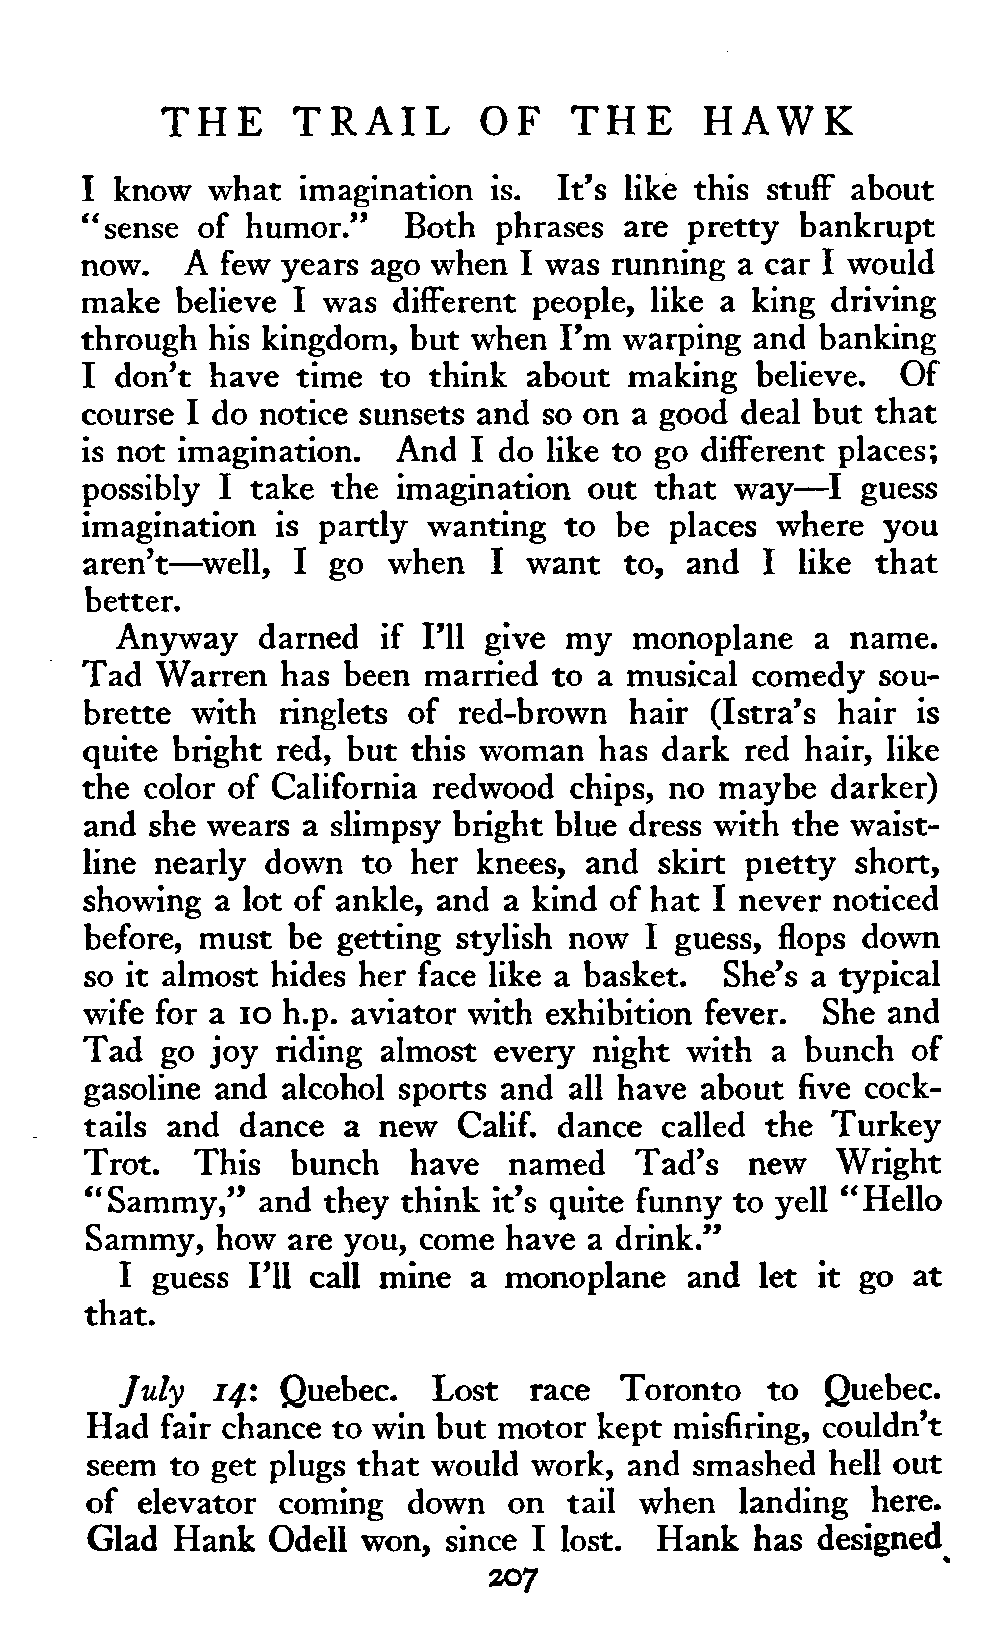 THE TRAIL OF THE HAWK
I know what imagination is. It's like this stuff about
"sense of humor." Both phrases are pretty bankrupt
now. A few years ago when I was running a car I would
make believe I was different people, like a king driving
through his kingdom, but when I'm warping and banking
I don't have time to think about making believe. Of
course I do notice sunsets and so on a good deal but that
is not imagination. And I do like to go different places;
possibly I take the imagination out that way—I guess
imagination is partly wanting to be places where you
aren't—well, I go when I want to, and I like that
better.
Anyway darned if I'll give my monoplane a name.
Tad Warren has been married to a musical comedy sou-
brette with ringlets of red-brown hair (Istra's hair is
quite bright red, but this woman has dark red hair, like
the color of California redwood chips, no maybe darker)
and she wears a slimpsy bright blue dress with the waist-
line nearly down to her knees, and skirt pretty short,
showing a lot of ankle, and a kind of hat I never noticed
before, must be getting stylish now I guess, flops down
so it almost hides her face like a basket. She's a typical
wife for a 10 h.p. aviator with exhibition fever. She and
Tad go joy riding almost every night with a bunch of
gasoline and alcohol sports and all have about five cock-
tails and dance a new Calif. dance called the Turkey
Trot. This bunch have named Tad's new Wright
"Sammy," and they think it's quite funny to yell "Hello
Sammy, how are you, come have a drink."
I guess I'll call mine a monoplane and let it go at
that.
July 14: Quebec. Lost race Toronto to Quebec.
Had fair chance to win but motor kept misfiring, couldn't
seem to get plugs that would work, and smashed hell out
of elevator coming down on tail when landing here.
Glad Hank Odell won, since I lost. Hank has designed
207